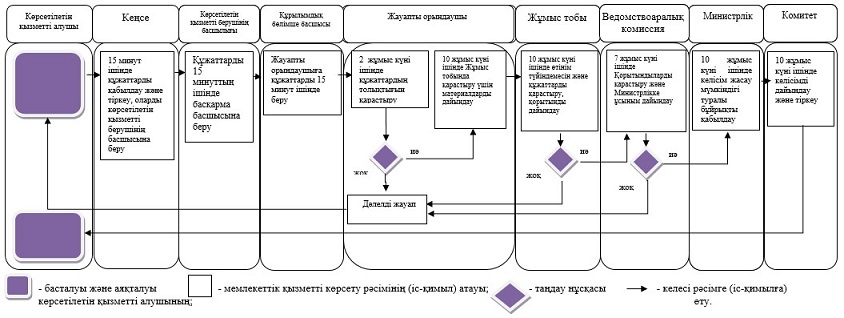 Көрсетілетін
қызметті алушы
Кеңсе
Көрсетілетін
қызметті берушінің
басшылығы
Құрылымдық
бөлімше басшысы
Жауапты орындаушы
Жұмыс тобы
Ведомствоаралық
комиссия
Министрлік
Комитет
15 минут
ішінде
құжаттарды
қабылдау және
тіркеу, оларды
көрсетілетін
қызметті
берушінің
басшысына
беру
Құжаттарды
15
минуттың
ішінде
басқарма
басшысына
беру
Жауапты
орындаушыға
құжаттарды 15
минут ішінде
беру
2 жұмыс күні
ішінде
құжаттардың
толықтығын
қарастыру
10 жұмыс күні
ішінде Жұмыс
тобында
қарастыру үшін
материалдарды
дайындау
10 жұмыс күні
ішінде өтінім
түйіндемесін және
құжаттарды
қарастыру,
қорытынды
дайындау
7 жұмыс күні
ішінде
Қорытындыларды
қарастыру және
Министрлікке
ұсыным дайындау
10 жұмыс
күні ішінде
келісім жасау
мүмкіндігі
туралы
бұйрықты
қабылдау
10 жұмыс
күні ішінде
келісімді
дайындау
және тіркеу
иә
жоқ
иә
жоқ
иә
жоқ
Дәлелді жауап
- басталуы және аяқталуы
көрсетілетін қызметті алушының;
- мемлекеттік қызметті көрсету рәсімінің (іс-қимыл) атауы;
- таңдау нұсқасы
- келесі рәсімге (іс-қимылға)
өту.